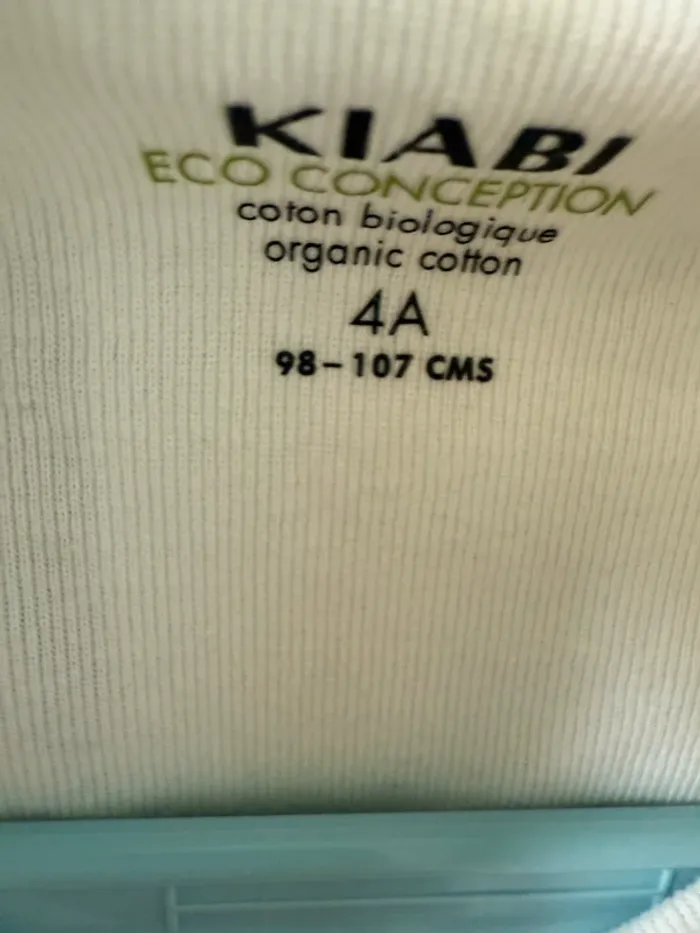 KIABI
ECO CONCEPTION
coton biologique
organic cotton
4A
98-107 CMS